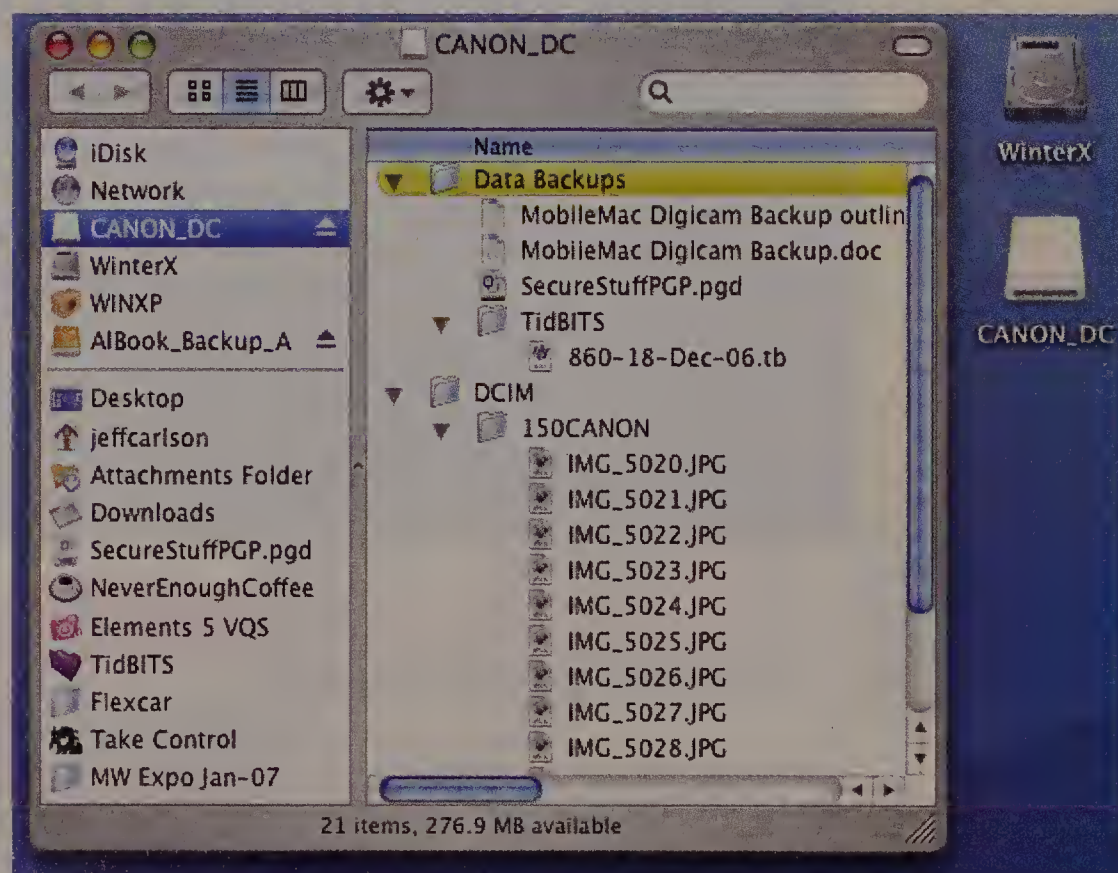 CANON_DC
iDisk
Network
CANON_DC
WinterX
WINXP
AlBook_Backup_A
Desktop
jeffcarlson
Attachments Folder
Downloads
SecureStuffPGP.pgd
NeverEnoughCoffee
Elements 5 VQS
TidBITS
Flexcar
Take Control
MW Expo Jan-07
Name
Data Backups
MobileMac Digicam Backup outlin
MobileMac Digicam Backup.doc
SecureStuffPGP.pgd
TidBITS
860-18-Dec-06.tb
DCIM
150CANON
IMG_5020.JPG
IMG_5021.JPG
IMG_5022.JPG
IMG_5023.JPG
IMG_5024.JPG
IMG_5025.JPG
IMG_5026.JPG
IMG_5027.JPG
IMG_5028.JPG
21 items, 276.9 MB available
WinterX
CANON_DC